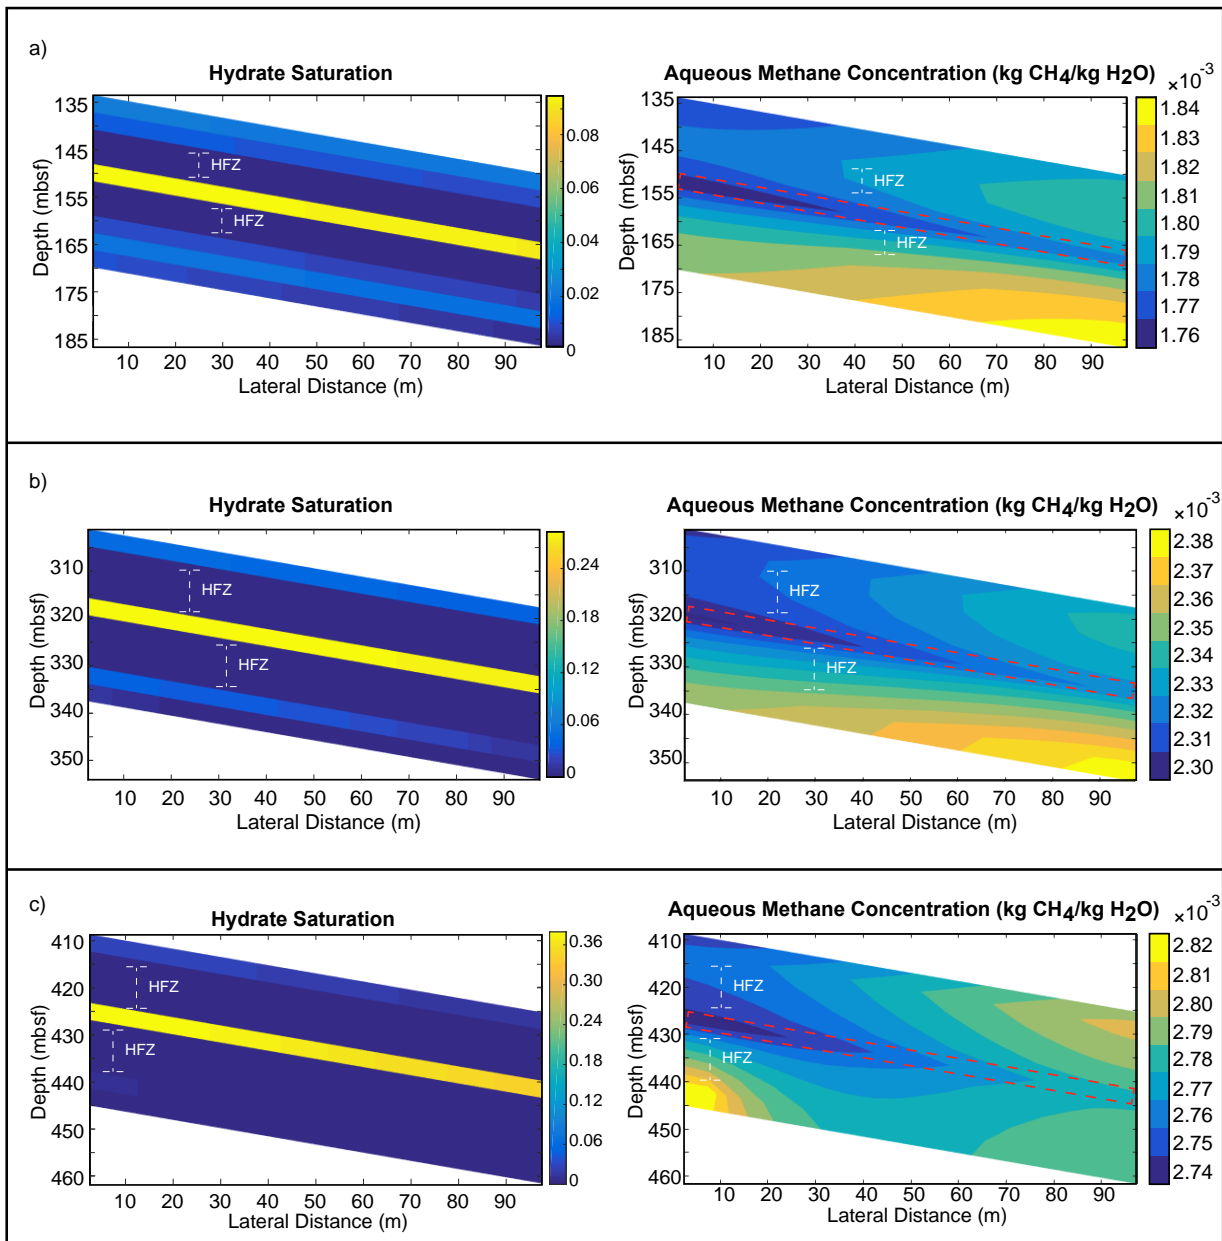 a)
Hydrate Saturation
Aqueous Methane Concentration (kg CH4/kg H2O)
×10-3
135
145
155
165
175
185
Depth (mbsf)
HFZ
HFZ
10 20 30 40 50 60 70 80 90
Lateral Distance (m)
0.08
0.06
0.04
0.02
0
135
145
155
165
175
185
Depth (mbsf)
HFZ
HFZ
10 20 30 40 50 60 70 80 90
Lateral Distance (m)
1.84
1.83
1.82
1.81
1.80
1.79
1.78
1.77
1.76
b)
Hydrate Saturation
Aqueous Methane Concentration (kg CH4/kg H2O)
×10-3
310
320
330
340
350
Depth (mbsf)
HFZ
HFZ
10 20 30 40 50 60 70 80 90
Lateral Distance (m)
0.24
0.18
0.12
0.06
0
310
320
330
340
350
Depth (mbsf)
HFZ
HFZ
10 20 30 40 50 60 70 80 90
Lateral Distance (m)
2.38
2.37
2.36
2.35
2.34
2.33
2.32
2.31
2.30
c)
Hydrate Saturation
Aqueous Methane Concentration (kg CH4/kg H2O)
×10-3
410
420
430
440
450
460
Depth (mbsf)
HFZ
HFZ
10 20 30 40 50 60 70 80 90
Lateral Distance (m)
0.36
0.30
0.24
0.18
0.12
0.06
0
410
420
430
440
450
460
Depth (mbsf)
HFZ
HFZ
10 20 30 40 50 60 70 80 90
Lateral Distance (m)
2.82
2.81
2.80
2.79
2.78
2.77
2.76
2.75
2.74